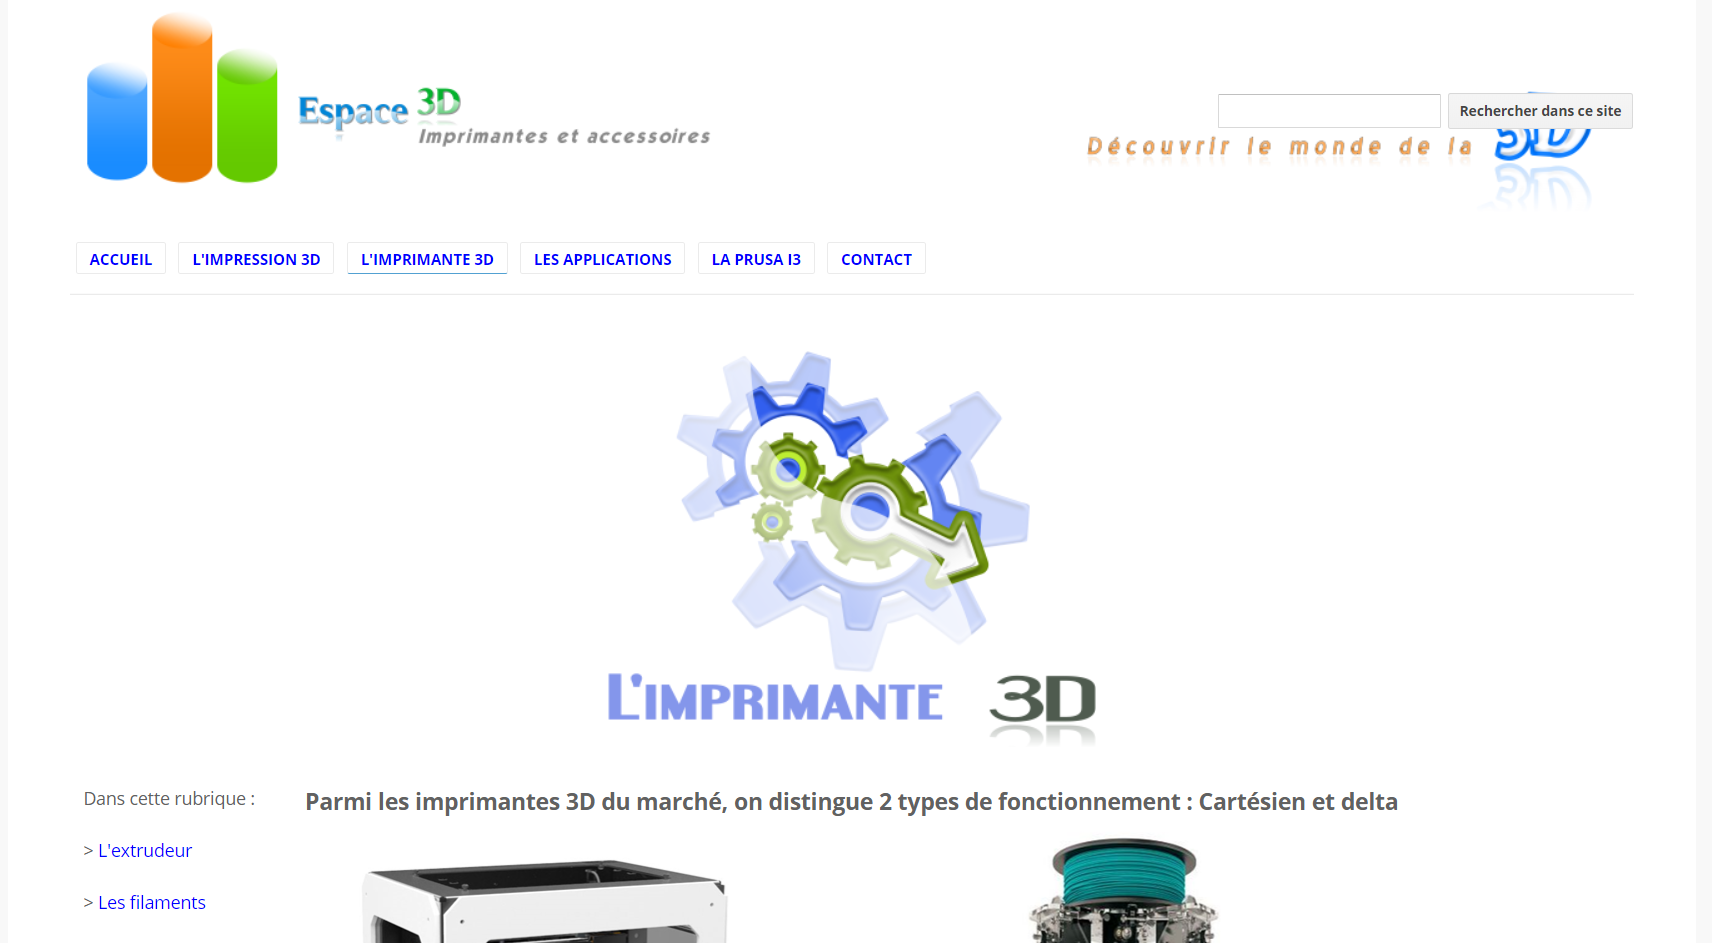 Espace 3D
Imprimantes et accessoires
Rechercher dans ce site
Découvrir le monde de la 3D
ACCUEIL
L'IMPRESSION 3D
L'IMPRIMANTE 3D
LES APPLICATIONS
LA PRUSA I3
CONTACT
L'IMPRIMANTE 3D
Dans cette rubrique :
> L'extrudeur
> Les filaments
Parmi les imprimantes 3D du marché, on distingue 2 types de fonctionnement : Cartésien et delta